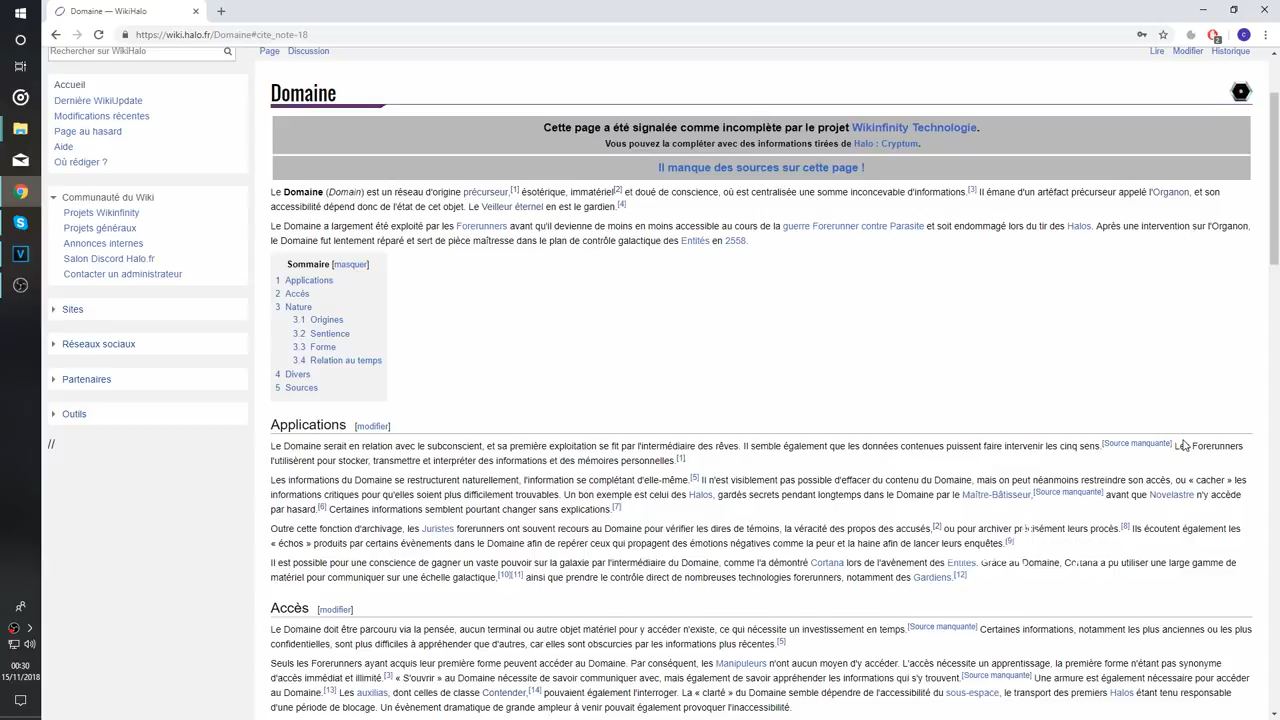 Domaine — WikiHalo
https://wiki.halo.fr/Domaine#cite_note-18
2
c
Rechercher sur WikiHalo
Page Discussion
Lire Modifier Historique
Accueil
Dernière WikiUpdate
Modifications récentes
Page au hasard
Aide
Où rédiger ?
Communauté du Wiki
Projets Wikinfinity
Projets généraux
Annonces internes
Salon Discord Halo.fr
Contacter un administrateur
Sites
Réseaux sociaux
Partenaires
Outils
//
Domaine
Cette page a été signalée comme incomplète par le projet Wikinfinity Technologie.
Vous pouvez la compléter avec des informations tirées de Halo : Cryptum.
Il manque des sources sur cette page !
Le Domaine (Domain) est un réseau d'origine précurseur,[1] ésotérique, immatériel[2] et doué de conscience, où est centralisée une somme inconcevable d'informations.[3] Il émane d'un artéfact précurseur appelé l'Organon, et son
accessibilité dépend donc de l'état de cet objet. Le Veilleur éternel en est le gardien.[4]
Le Domaine a largement été exploité par les Forerunners avant qu'il devienne de moins en moins accessible au cours de la guerre Forerunner contre Parasite et soit endommagé lors du tir des Halos. Après une intervention sur l'Organon,
le Domaine fut lentement réparé et sert de pièce maîtresse dans le plan de contrôle galactique des Entités en 2558.
Sommaire [masquer]
1 Applications
2 Accès
3 Nature
3.1 Origines
3.2 Sentience
3.3 Forme
3.4 Relation au temps
4 Divers
5 Sources
Applications [modifier]
Le Domaine serait en relation avec le subconscient, et sa première exploitation se fit par l'intermédiaire des rêves. Il semble également que les données contenues puissent faire intervenir les cinq sens.[Source manquante] Les Forerunners
l'utilisèrent pour stocker, transmettre et interpréter des informations et des mémoires personnelles.[1]
Les informations du Domaine se restructurent naturellement, l'information se complétant d'elle-même.[5] Il n'est visiblement pas possible d'effacer du contenu du Domaine, mais on peut néanmoins restreindre son accès, ou « cacher » les
informations critiques pour qu'elles soient plus difficilement trouvables. Un bon exemple est celui des Halos, gardés secrets pendant longtemps dans le Domaine par le Maître-Bâtisseur,[Source manquante] avant que Novelastre n'y accède
par hasard.[6] Certaines informations semblent pourtant changer sans explications.[7]
Outre cette fonction d'archivage, les Juristes forerunners ont souvent recours au Domaine pour vérifier les dires de témoins, la véracité des propos des accusés,[2] ou pour archiver précisément leurs procès.[8] Ils écoutent également les
« échos » produits par certains évènements dans le Domaine afin de repérer ceux qui propagent des émotions négatives comme la peur et la haine afin de lancer leurs enquêtes.[9]
Il est possible pour une conscience de gagner un vaste pouvoir sur la galaxie par l'intermédiaire du Domaine, comme l'a démontré Cortana lors de l'avènement des Entités. Grâce au Domaine, Cortana a pu utiliser une large gamme de
matériel pour communiquer sur une échelle galactique,[10][11] ainsi que prendre le contrôle direct de nombreuses technologies forerunners, notamment des Gardiens.[12]
Accès [modifier]
Le Domaine doit être parcouru via la pensée, aucun terminal ou autre objet matériel pour y accéder n'existe, ce qui nécessite un investissement en temps.[Source manquante] Certaines informations, notamment les plus anciennes ou les plus
confidentielles, sont plus difficiles à appréhender que d'autres, car elles sont obscurcies par les informations plus récentes.[5]
Seuls les Forerunners ayant acquis leur première forme peuvent accéder au Domaine. Par conséquent, les Manipuleurs n'ont aucun moyen d'y accéder. L'accès nécessite un apprentissage, la première forme n'étant pas synonyme
d'accès immédiat et illimité.[3] « S'ouvrir » au Domaine nécessite de savoir communiquer avec, mais également de savoir appréhender les informations qui s'y trouvent.[Source manquante] Une armure est également nécessaire pour accéder
au Domaine.[13] Les auxilias, dont celles de classe Contender,[14] pouvaient également l'interroger. La « clarté » du Domaine semble dépendre de l'accessibilité du sous-espace, le transport des premiers Halos étant tenu responsable
d'une période de blocage. Un évènement dramatique de grande ampleur à venir pouvait également provoquer l'inaccessibilité.
00:30
15/11/2018